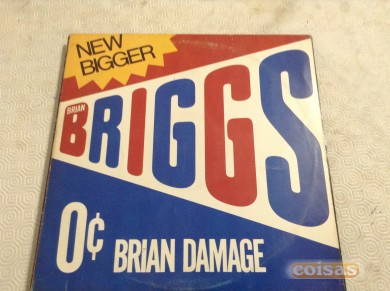 NEW
BIGGER
BRIAN
BRIGGS
0¢ BRIAN DAMAGE
coisas